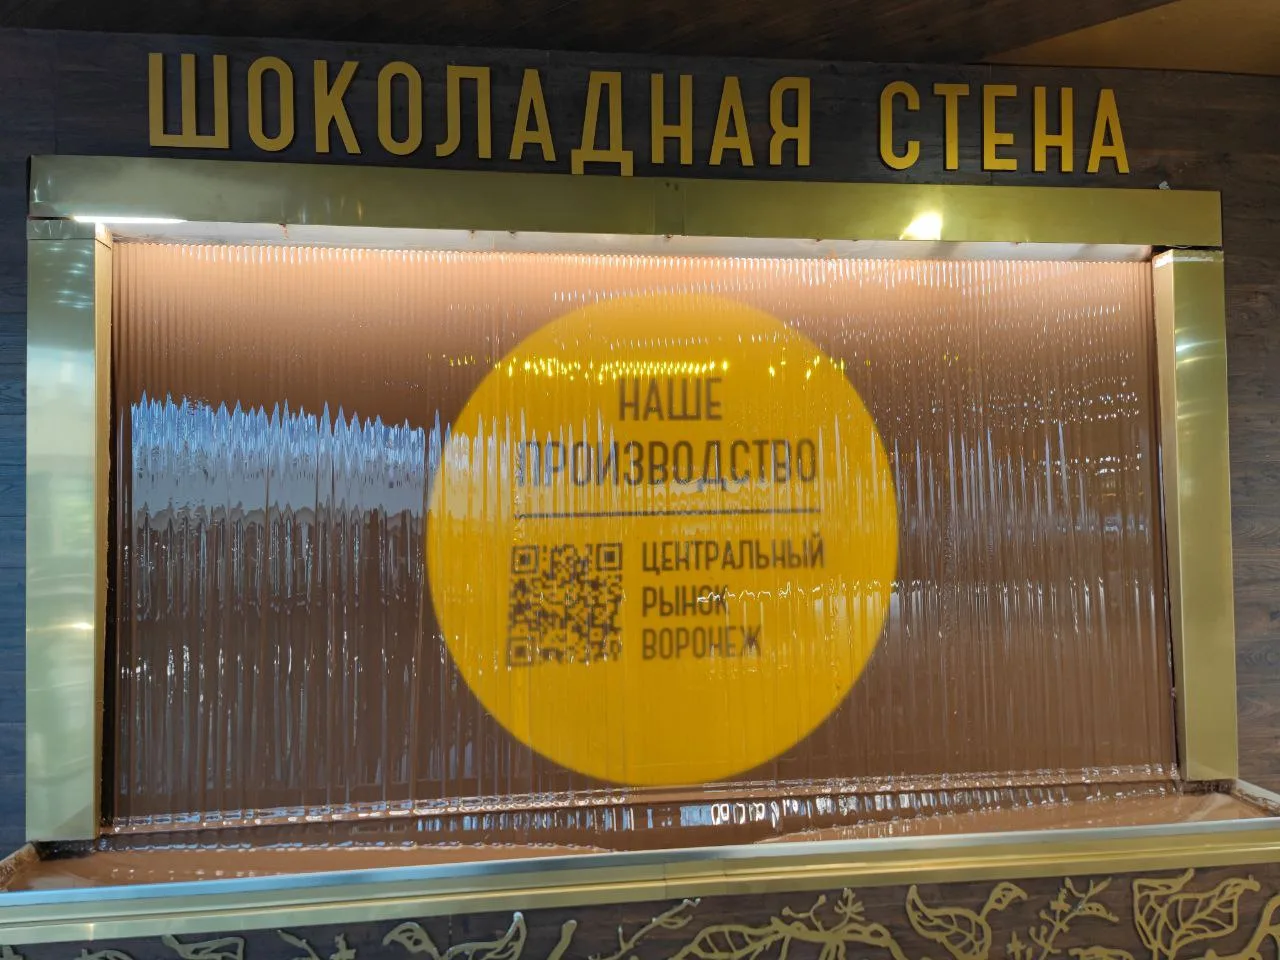 ШОКОЛАДНАЯ СТЕНА
НАШЕ
ПРОИЗВОДСТВО
ЦЕНТРАЛЬНЫЙ
РЫНОК
ВОРОНЕЖ